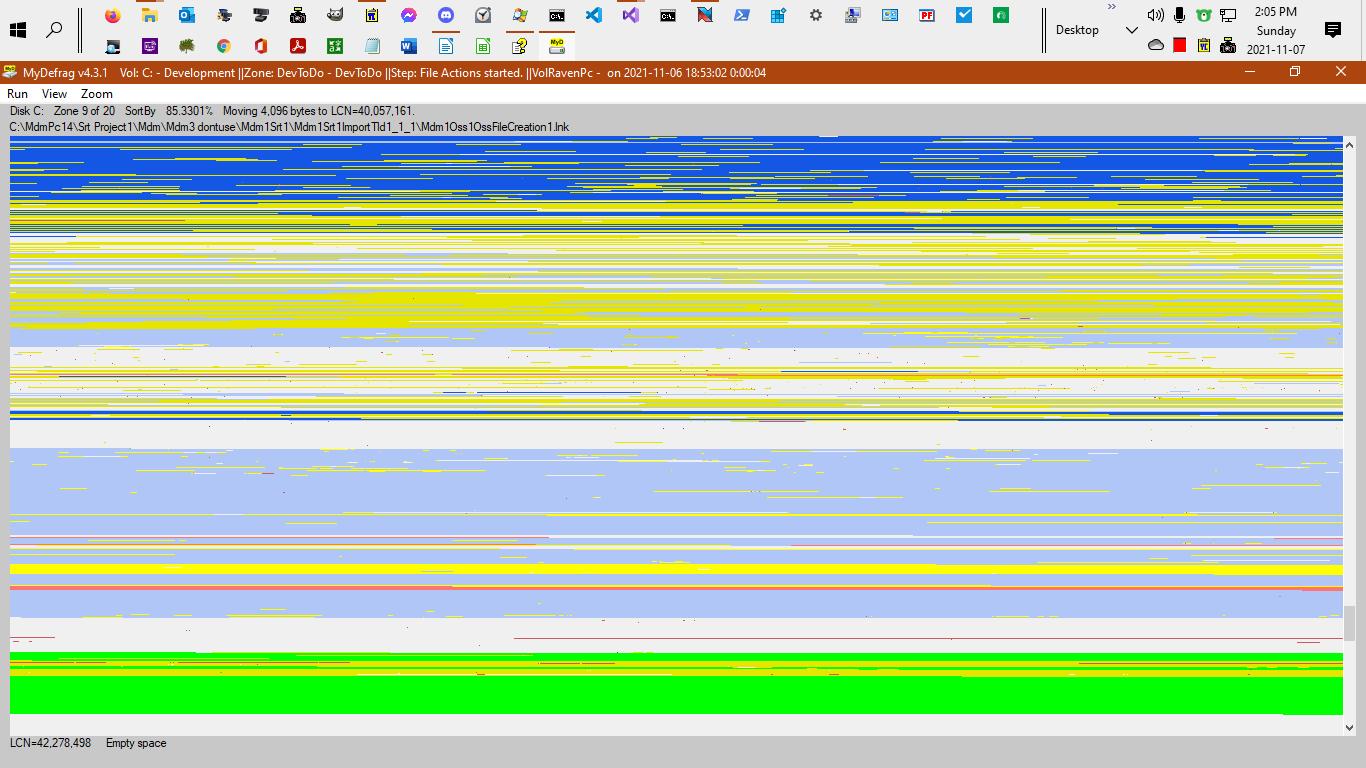 2:05 PM
Desktop
Sunday
2021-11-07
MyDefrag v4.3.1 Vol: C: - Development ||Zone: DevToDo - DevToDo ||Step: File Actions started. ||VolRavenPc - on 2021-11-06 18:53:02 0:00:04
Run View Zoom
Disk C: Zone 9 of 20 SortBy 85.3301% Moving 4,096 bytes to LCN=40,057,161.
C:\MdmPc14\Srt Project1\Mdm\Mdm3 dontuse\Mdm1Srt1\Mdm1Srt1ImportTld1_1_1\Mdm1Oss1OssFileCreation1.lnk
LCN=42,278,498 Empty space